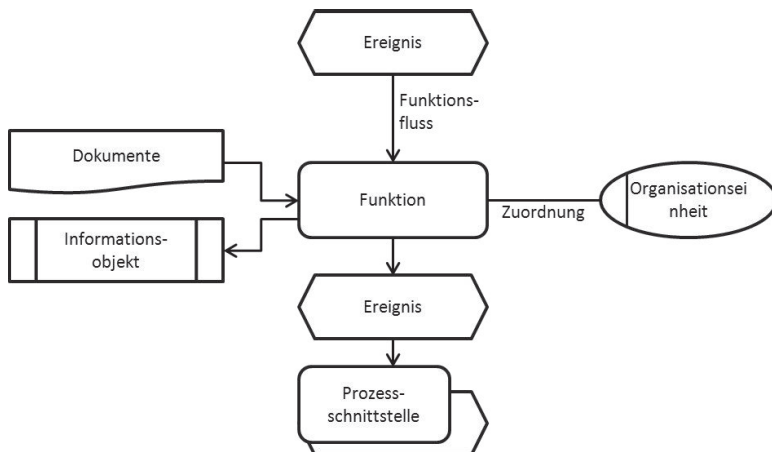 Ereignis
Funktions-
fluss
Dokumente
Funktion
Zuordnung
Organisationsei
nheit
Informations-
objekt
Ereignis
Prozess-
schnittstelle